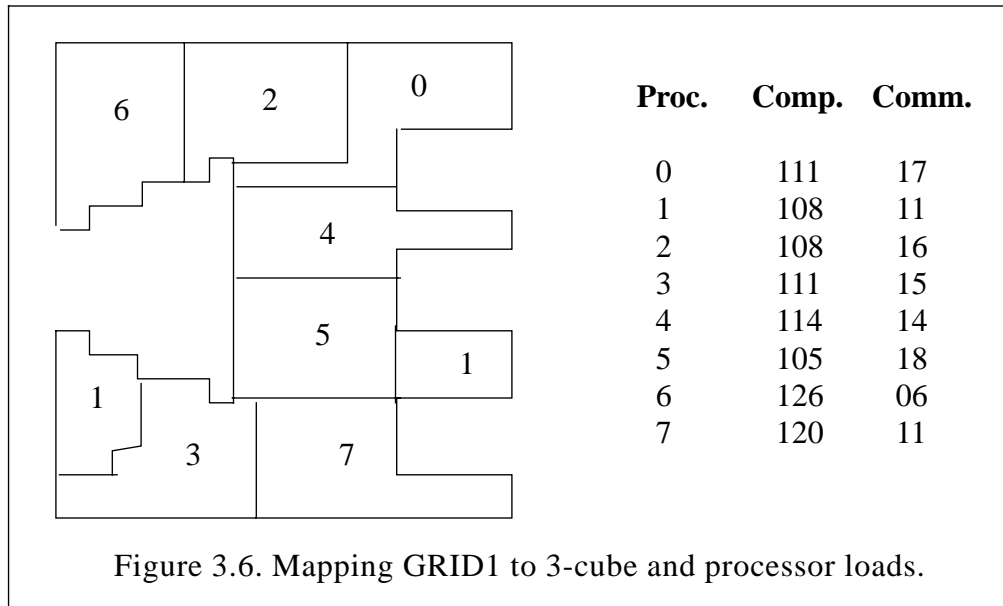 6 2 0
4
5
1
1
3
7
Proc. Comp. Comm.
0 111 17
1 108 11
2 108 16
3 111 15
4 114 14
5 105 18
6 126 06
7 120 11
Figure 3.6. Mapping GRID1 to 3-cube and processor loads.